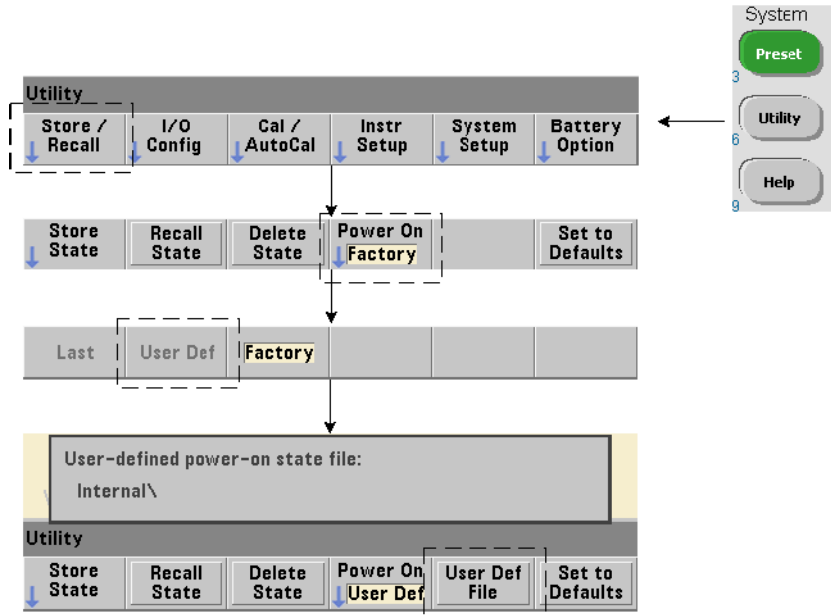 System
Preset
3
Utility
6
Help
9
Utility
Store / Recall
I/O Config
Cal / AutoCal
Instr Setup
System Setup
Battery Option
Store State
Recall State
Delete State
Power On Factory
Set to Defaults
Last
User Def
Factory
User-defined power-on state file:
Internal\
Utility
Store State
Recall State
Delete State
Power On User Def
User Def File
Set to Defaults